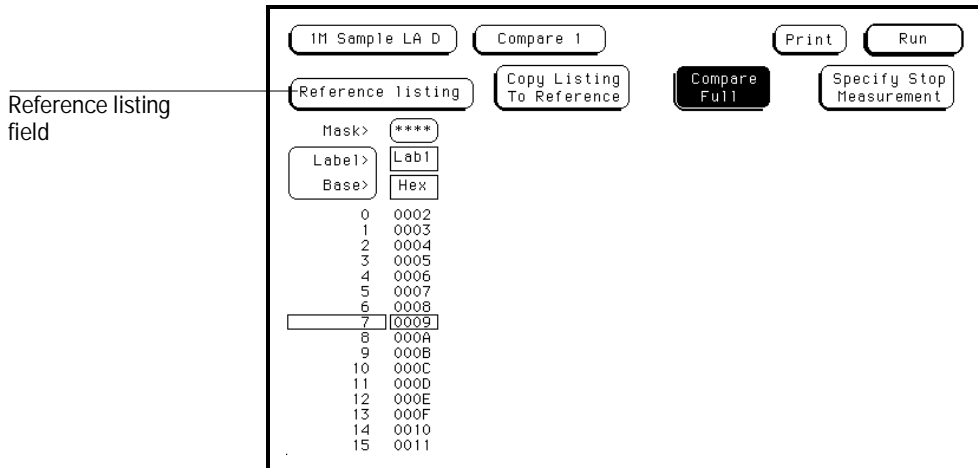 1M Sample LA D Compare 1 Print Run
Reference listing Copy Listing To Reference Compare Full Specify Stop Measurement
Reference listing
field
Mask> ****
Label> Lab1
Base> Hex
0 0002
1 0003
2 0004
3 0005
4 0006
5 0007
6 0008
7 0009
8 000A
9 000B
10 000C
11 000D
12 000E
13 000F
14 0010
15 0011